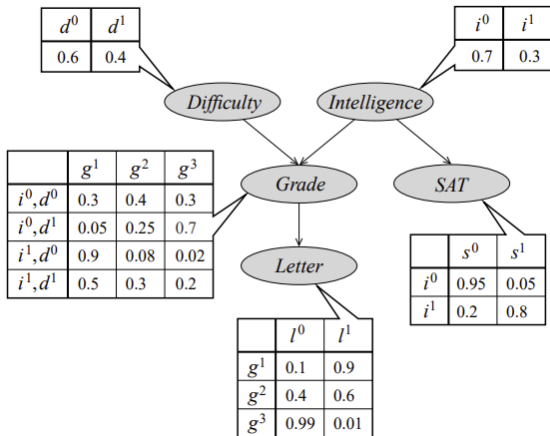 d⁰ d¹
0.6 0.4
i⁰ i¹
0.7 0.3
Difficulty
Intelligence
g¹ g² g³
i⁰,d⁰ 0.3 0.4 0.3
i⁰,d¹ 0.05 0.25 0.7
i¹,d⁰ 0.9 0.08 0.02
i¹,d¹ 0.5 0.3 0.2
Grade
SAT
s⁰ s¹
i⁰ 0.95 0.05
i¹ 0.2 0.8
Letter
l⁰ l¹
g¹ 0.1 0.9
g² 0.4 0.6
g³ 0.99 0.01